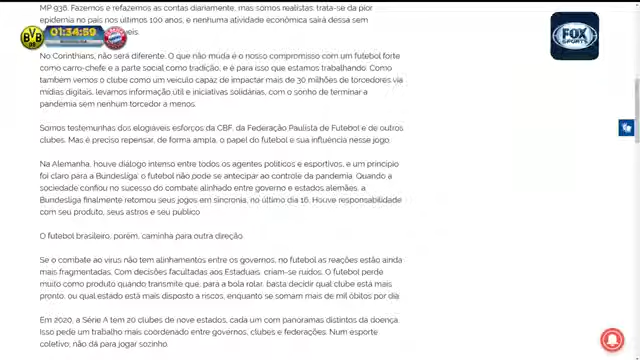 MP 936. Fazemos e refazemos as contas diariamente, mas somos realistas: trata-se da pior
epidemia no país nos últimos 100 anos, e nenhuma atividade econômica sairá dessa sem
01:34:59
FOX
SPORTS
No Corinthians, não será diferente. O que não muda é o nosso compromisso com um futebol forte
como carro-chefe e a parte social como tradição, e é para isso que estamos trabalhando. Como
também vemos o clube como um veículo capaz de impactar mais de 30 milhões de torcedores via
mídias digitais, levamos informação útil e iniciativas solidárias, com o sonho de terminar a
pandemia sem nenhum torcedor a menos.
Somos testemunhas dos elogiáveis esforços da CBF, da Federação Paulista de Futebol e de outros
clubes. Mas é preciso repensar, de forma ampla, o papel do futebol e sua influência nesse jogo.
Na Alemanha, houve diálogo intenso entre todos os agentes políticos e esportivos, e um princípio
foi claro para a Bundesliga: o futebol não pode se antecipar ao controle da pandemia. Quando a
sociedade confiou no sucesso do combate alinhado entre governo e estados alemães, a
Bundesliga finalmente retomou seus jogos em sincronia, no último dia 16. Houve responsabilidade
com seu produto, seus astros e seu público
O futebol brasileiro, porém, caminha para outra direção.
Se o combate ao vírus não tem alinhamentos entre os governos, no futebol as reações estão ainda
mais fragmentadas. Com decisões facultadas aos Estaduais, criam-se ruídos. O futebol perde
muito como produto quando transmite que, para a bola rolar, basta decidir qual clube está mais
pronto, ou qual estado está mais disposto a riscos, enquanto se somam mais de mil óbitos por dia.
Em 2020, a Série A tem 20 clubes de nove estados, cada um com panoramas distintos da doença.
Isso pede um trabalho mais coordenado entre governos, clubes e federações. Num esporte
coletivo, não dá para jogar sozinho.